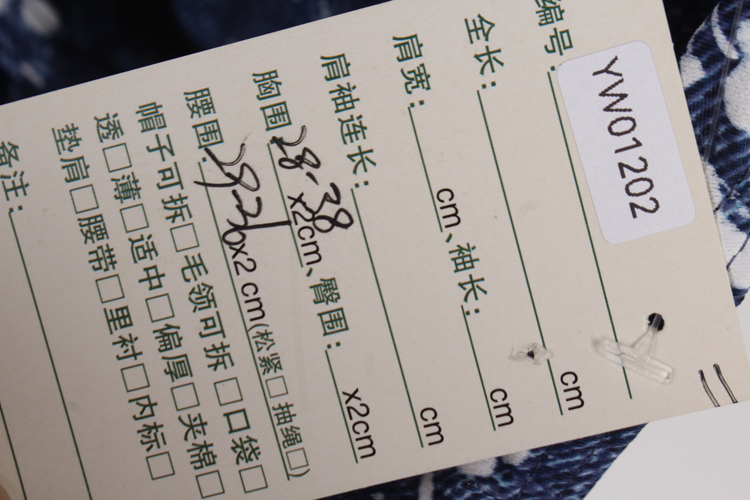 编号: YW01202
全长: cm
肩宽: cm、袖长: cm
肩袖连长: cm
胸围 28-38 x2cm、臀围: x2cm
腰围: x2 cm(松紧□ 抽绳□)
帽子可拆□毛领可拆□口袋□
透□薄□适中□偏厚□夹棉□
垫肩□腰带□里衬□内标□
备注: